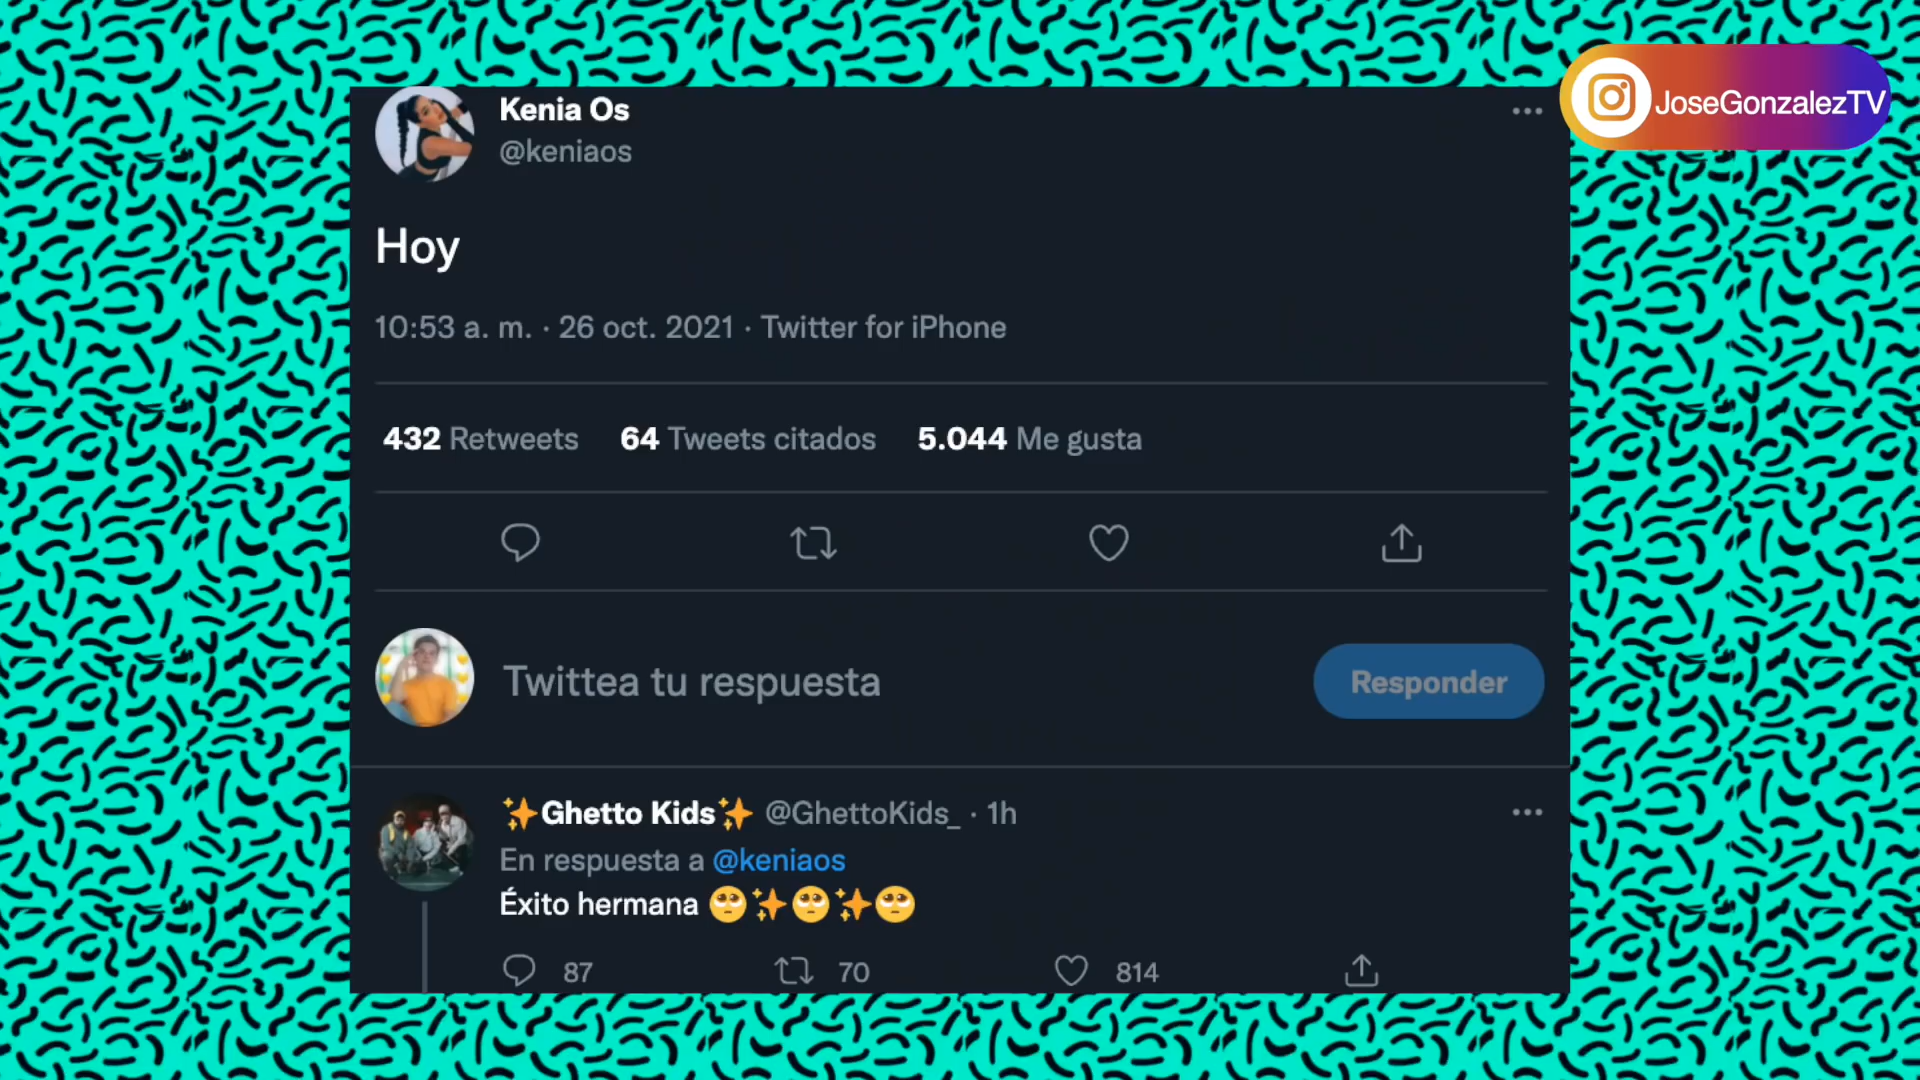 Kenia Os
@keniaos
JoseGonzalezTV
Hoy
10:53 a. m. · 26 oct. 2021 · Twitter for iPhone
432 Retweets 64 Tweets citados 5.044 Me gusta
Twittea tu respuesta
Responder
✨Ghetto Kids✨ @GhettoKids_ · 1h
En respuesta a @keniaos
Éxito hermana 🥺✨🥺✨🥺
87 70 814